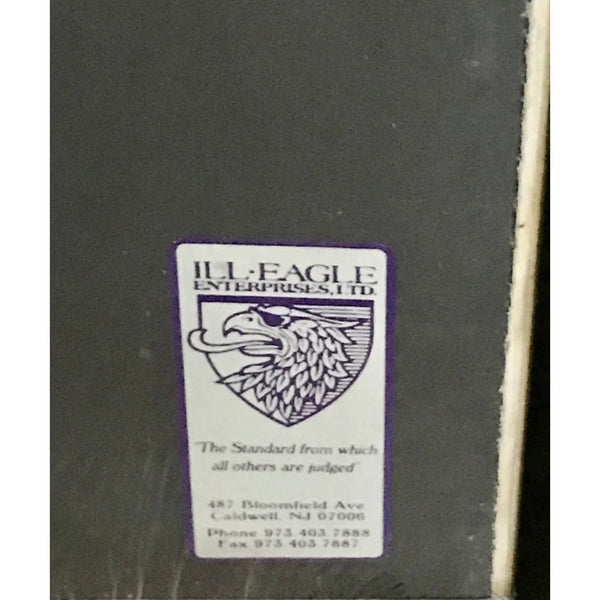 ILL·EAGLE
ENTERPRISES, LTD.
"The Standard from which
all others are judged"
487 Bloomfield Ave
Caldwell, NJ 07006
Phone 973.403.7888
Fax 973.403.7887